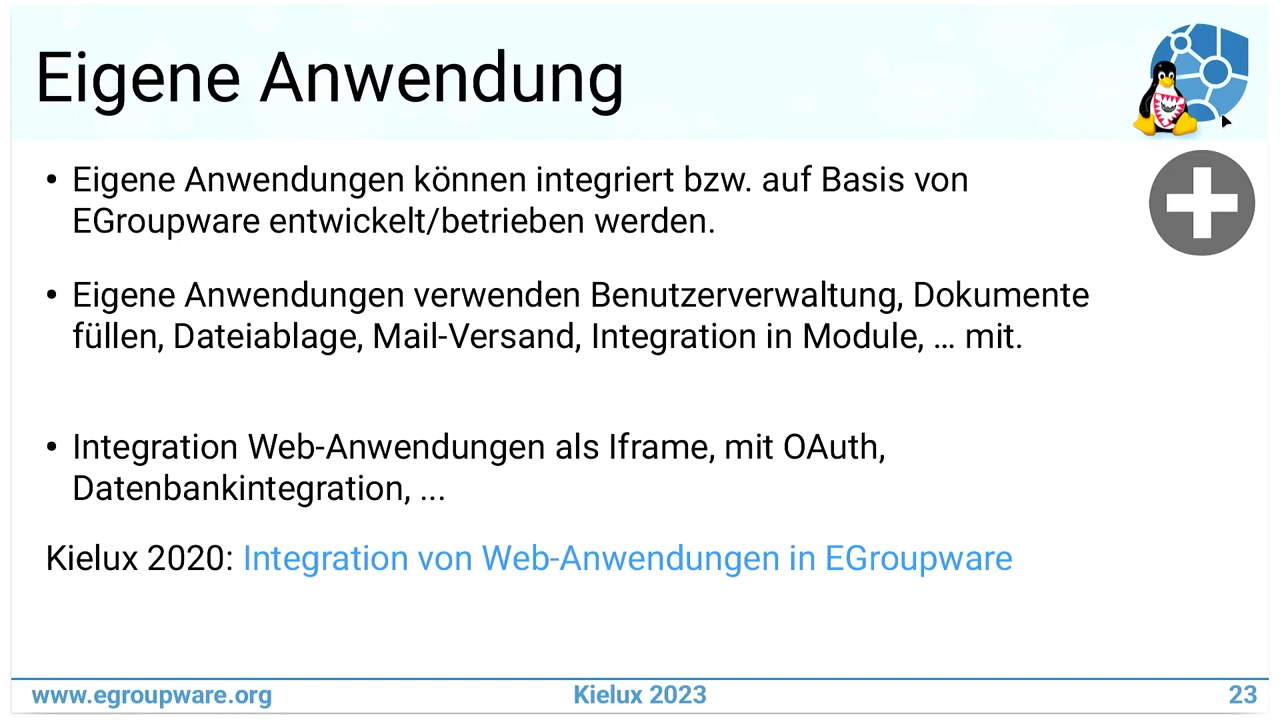 Eigene Anwendung
• Eigene Anwendungen können integriert bzw. auf Basis von
EGroupware entwickelt/betrieben werden.
• Eigene Anwendungen verwenden Benutzerverwaltung, Dokumente
füllen, Dateiablage, Mail-Versand, Integration in Module, … mit.
• Integration Web-Anwendungen als Iframe, mit OAuth,
Datenbankintegration, ...
Kielux 2020: Integration von Web-Anwendungen in EGroupware
www.egroupware.org
Kielux 2023
23